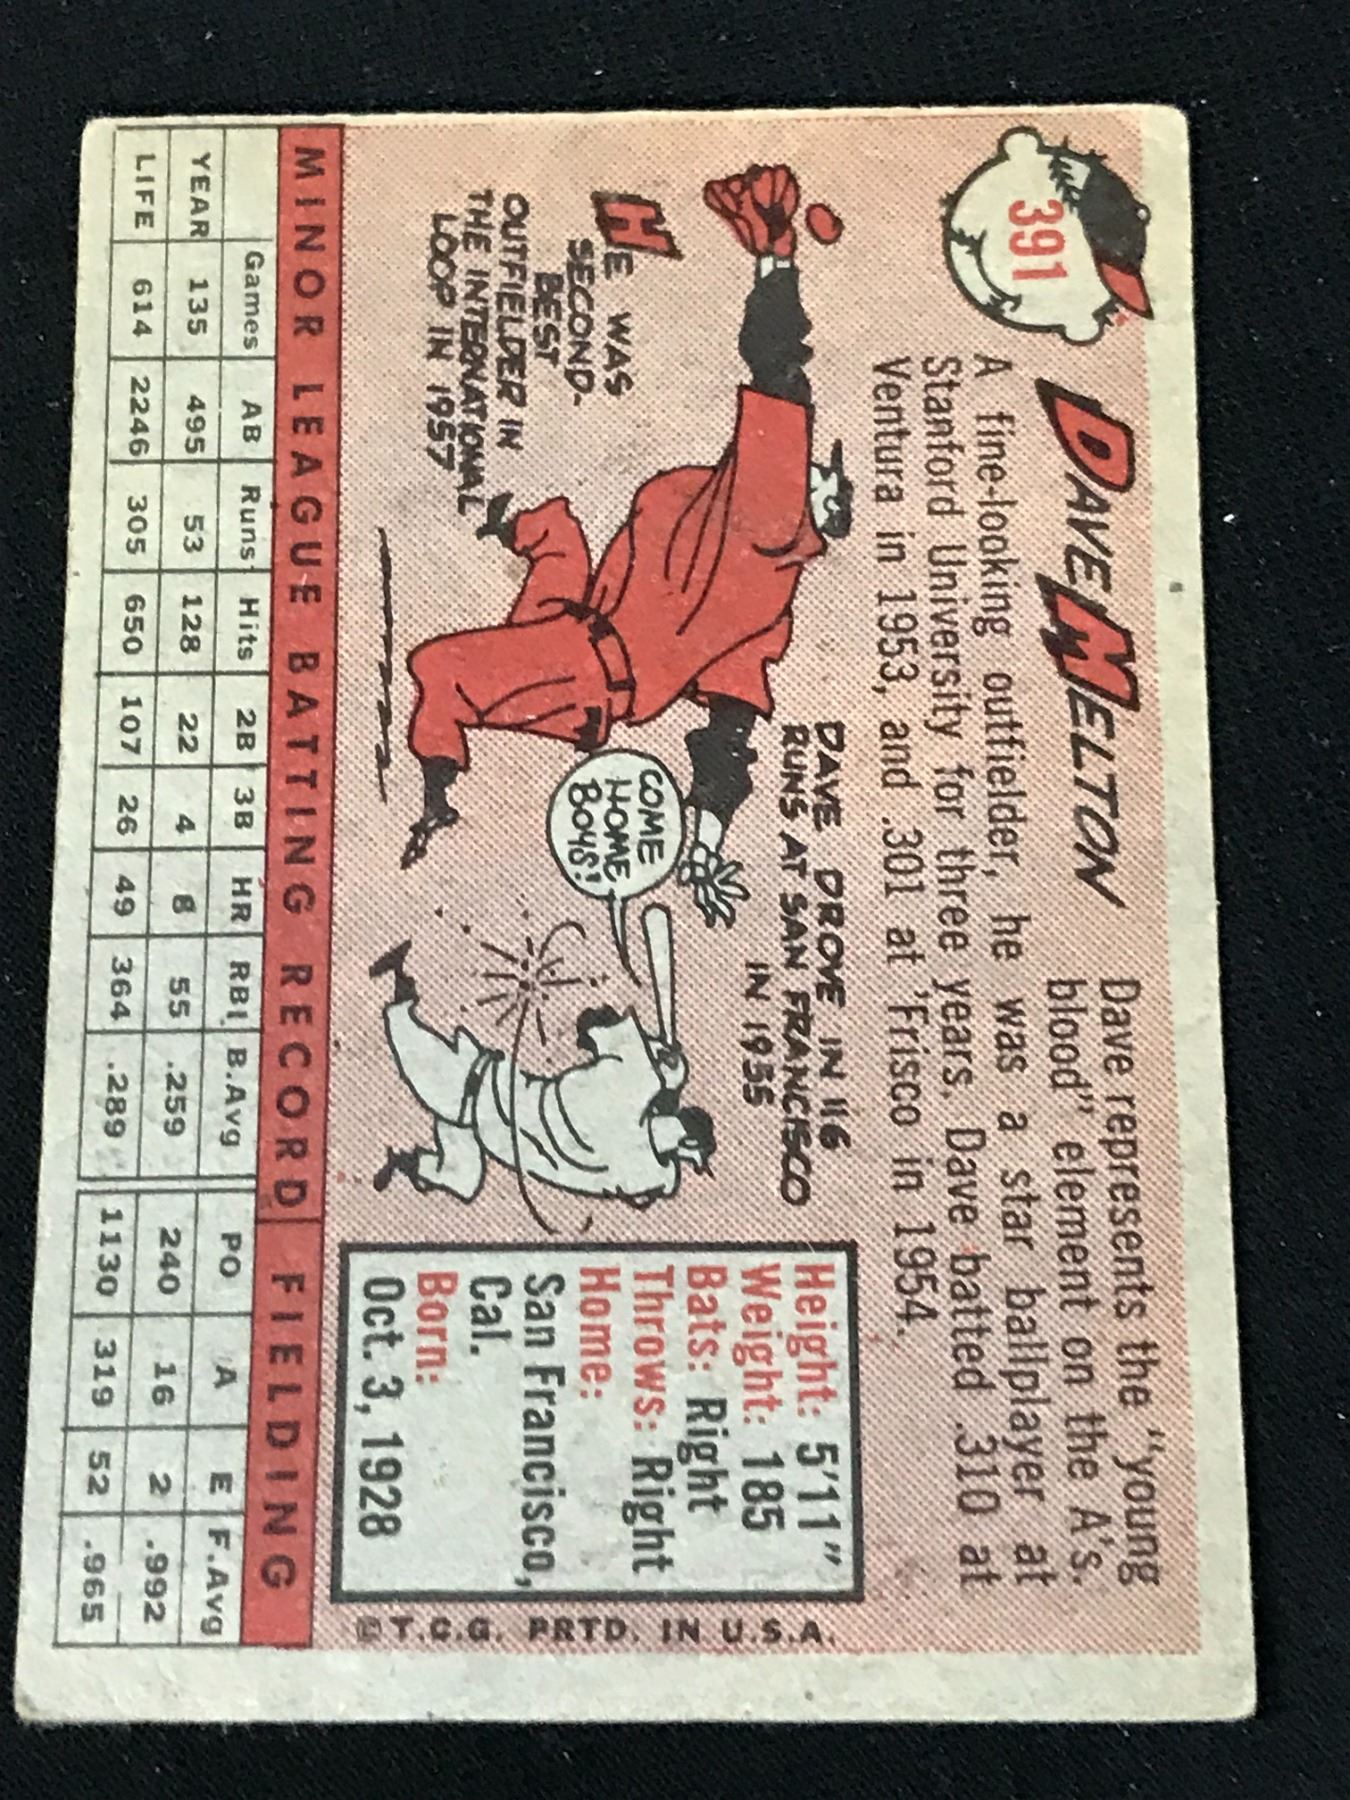 391
DAVE MELTON
Dave represents the "young
blood" element on the A's.
A fine-looking outfielder, he was a star ballplayer at
Stanford University for three years. Dave batted .310 at
Ventura in 1953, and .301 at 'Frisco in 1954.
HE WAS
SECOND-
BEST
OUTFIELDER IN
THE INTERNATIONAL
LOOP IN 1957
DAVE DROVE IN 116
RUNS AT SAN FRANCISCO
IN 1955
COME
HOME
BOYS!
Height: 5'11"
Weight: 185
Bats: Right
Throws: Right
Home:
San Francisco,
Cal.
Born:
Oct. 3, 1928
© T.C.G. PRTD. IN U.S.A.
MINOR LEAGUE BATTING RECORD FIELDING
Games AB Runs Hits 2B 3B HR RBI B.Avg PO A E F.Avg
YEAR 135 495 53 128 22 4 8 55 .259 240 16 2 .992
LIFE 614 2246 305 650 107 26 49 364 .289 1130 319 52 .965